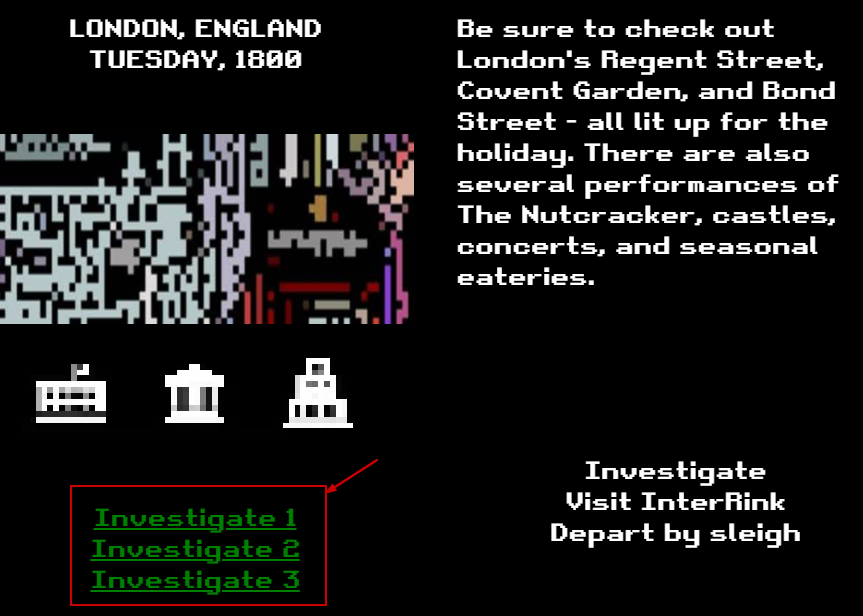 LONDON, ENGLAND
TUESDAY, 1800
Be sure to check out
London's Regent Street,
Covent Garden, and Bond
Street - all lit up for the
holiday. There are also
several performances of
The Nutcracker, castles,
concerts, and seasonal
eateries.
Investigate 1
Investigate 2
Investigate 3
Investigate
Visit InterRink
Depart by sleigh